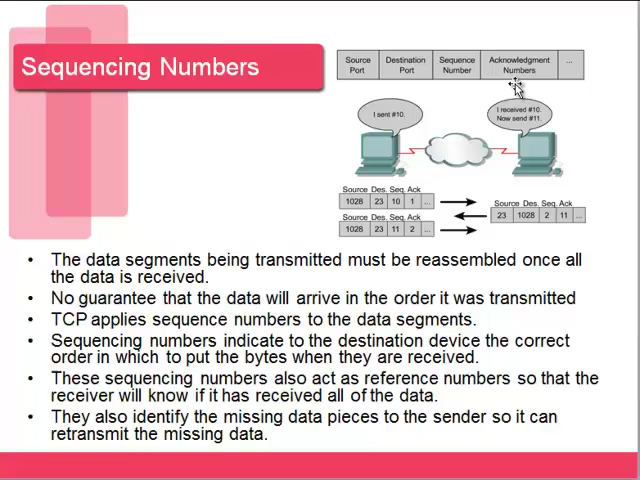 Sequencing Numbers
Source Port
Destination Port
Sequence Number
Acknowledgment Numbers
...
I sent #10.
I received #10.
Now send #11.
Source Des. Seq. Ack
1028 23 10 1 ...
Source Des. Seq. Ack
23 1028 2 11 ...
Source Des. Seq. Ack
1028 23 11 2 ...
• The data segments being transmitted must be reassembled once all
the data is received.
• No guarantee that the data will arrive in the order it was transmitted
• TCP applies sequence numbers to the data segments.
• Sequencing numbers indicate to the destination device the correct
order in which to put the bytes when they are received.
• These sequencing numbers also act as reference numbers so that the
receiver will know if it has received all of the data.
• They also identify the missing data pieces to the sender so it can
retransmit the missing data.